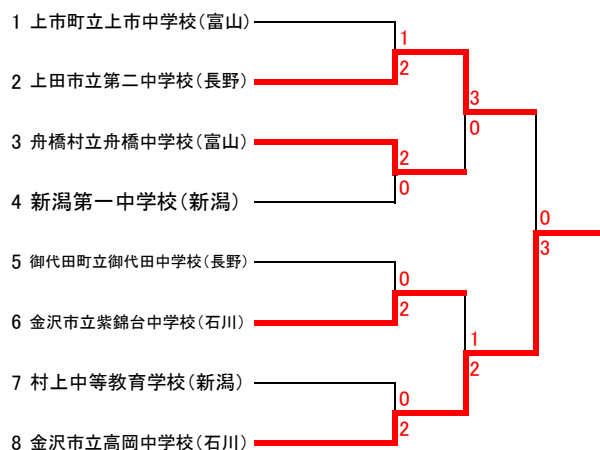 1 上市町立上市中学校(富山)
1
2 上田市立第二中学校(長野)
2
3
3 舟橋村立舟橋中学校(富山)
0
2
4 新潟第一中学校(新潟)
0
0
3
5 御代田町立御代田中学校(長野)
0
6 金沢市立紫錦台中学校(石川)
2
1
2
7 村上中等教育学校(新潟)
0
8 金沢市立高岡中学校(石川)
2